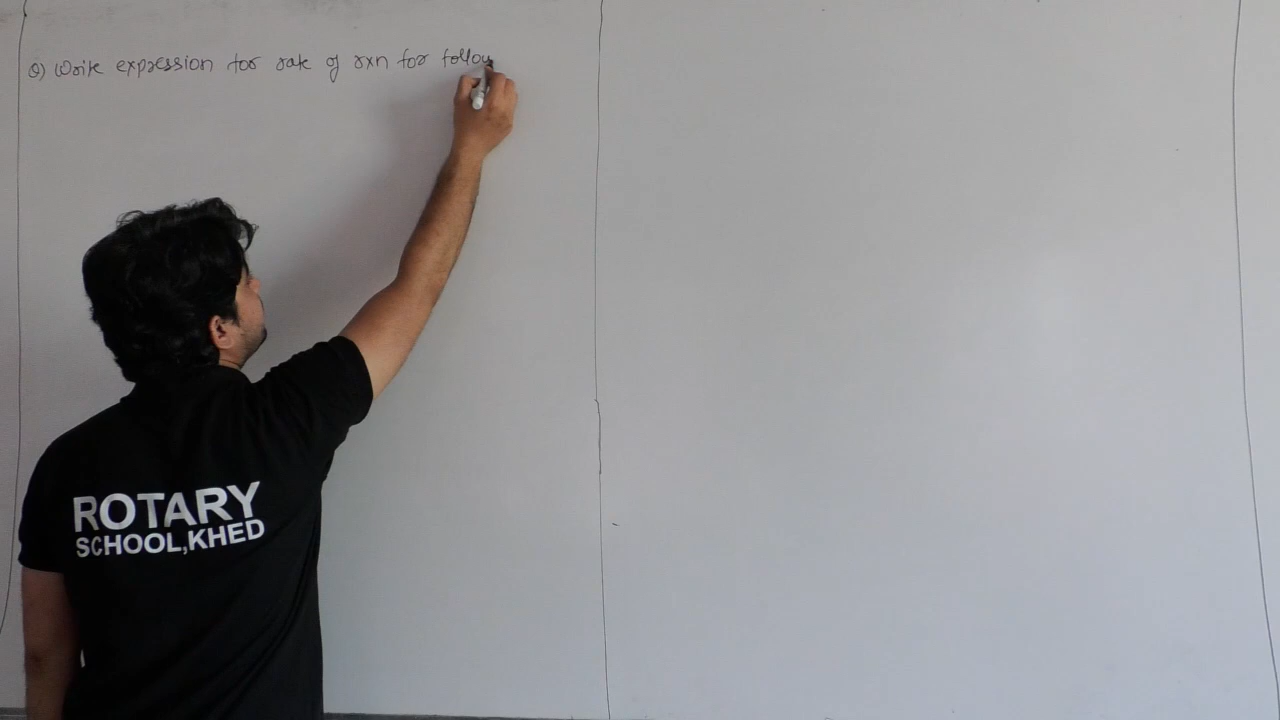 Q) Write expression for rate of rxn for follow
ROTARY
SCHOOL,KHED